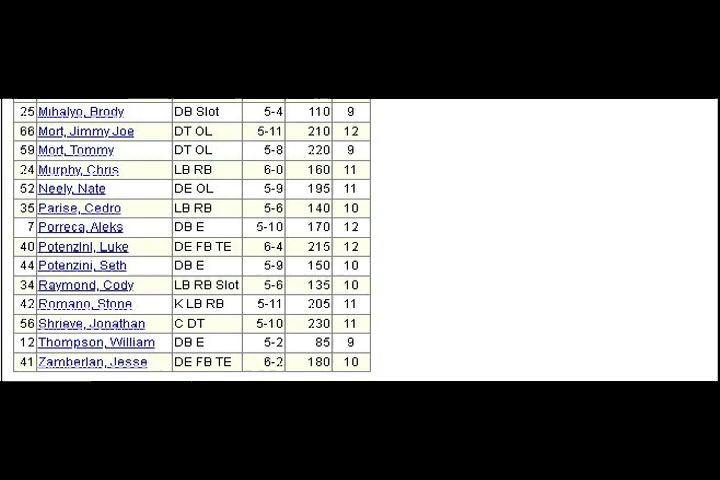 25 Mihalyo, Brody DB Slot 5-4 110 9
66 Mort, Jimmy Joe DT OL 5-11 210 12
59 Mort, Tommy DT OL 5-8 220 9
24 Murphy, Chris LB RB 6-0 160 11
52 Neely, Nate DE OL 5-9 195 11
35 Parise, Cedro LB RB 5-6 140 10
7 Porreca, Aleks DB E 5-10 170 12
40 Potenzini, Luke DE FB TE 6-4 215 12
44 Potenzini, Seth DB E 5-9 150 10
34 Raymond, Cody LB RB Slot 5-6 135 10
42 Romano, Stone K LB RB 5-11 205 11
56 Shrieve, Jonathan C DT 5-10 230 11
12 Thompson, William DB E 5-2 85 9
41 Zamberlan, Jesse DE FB TE 6-2 180 10